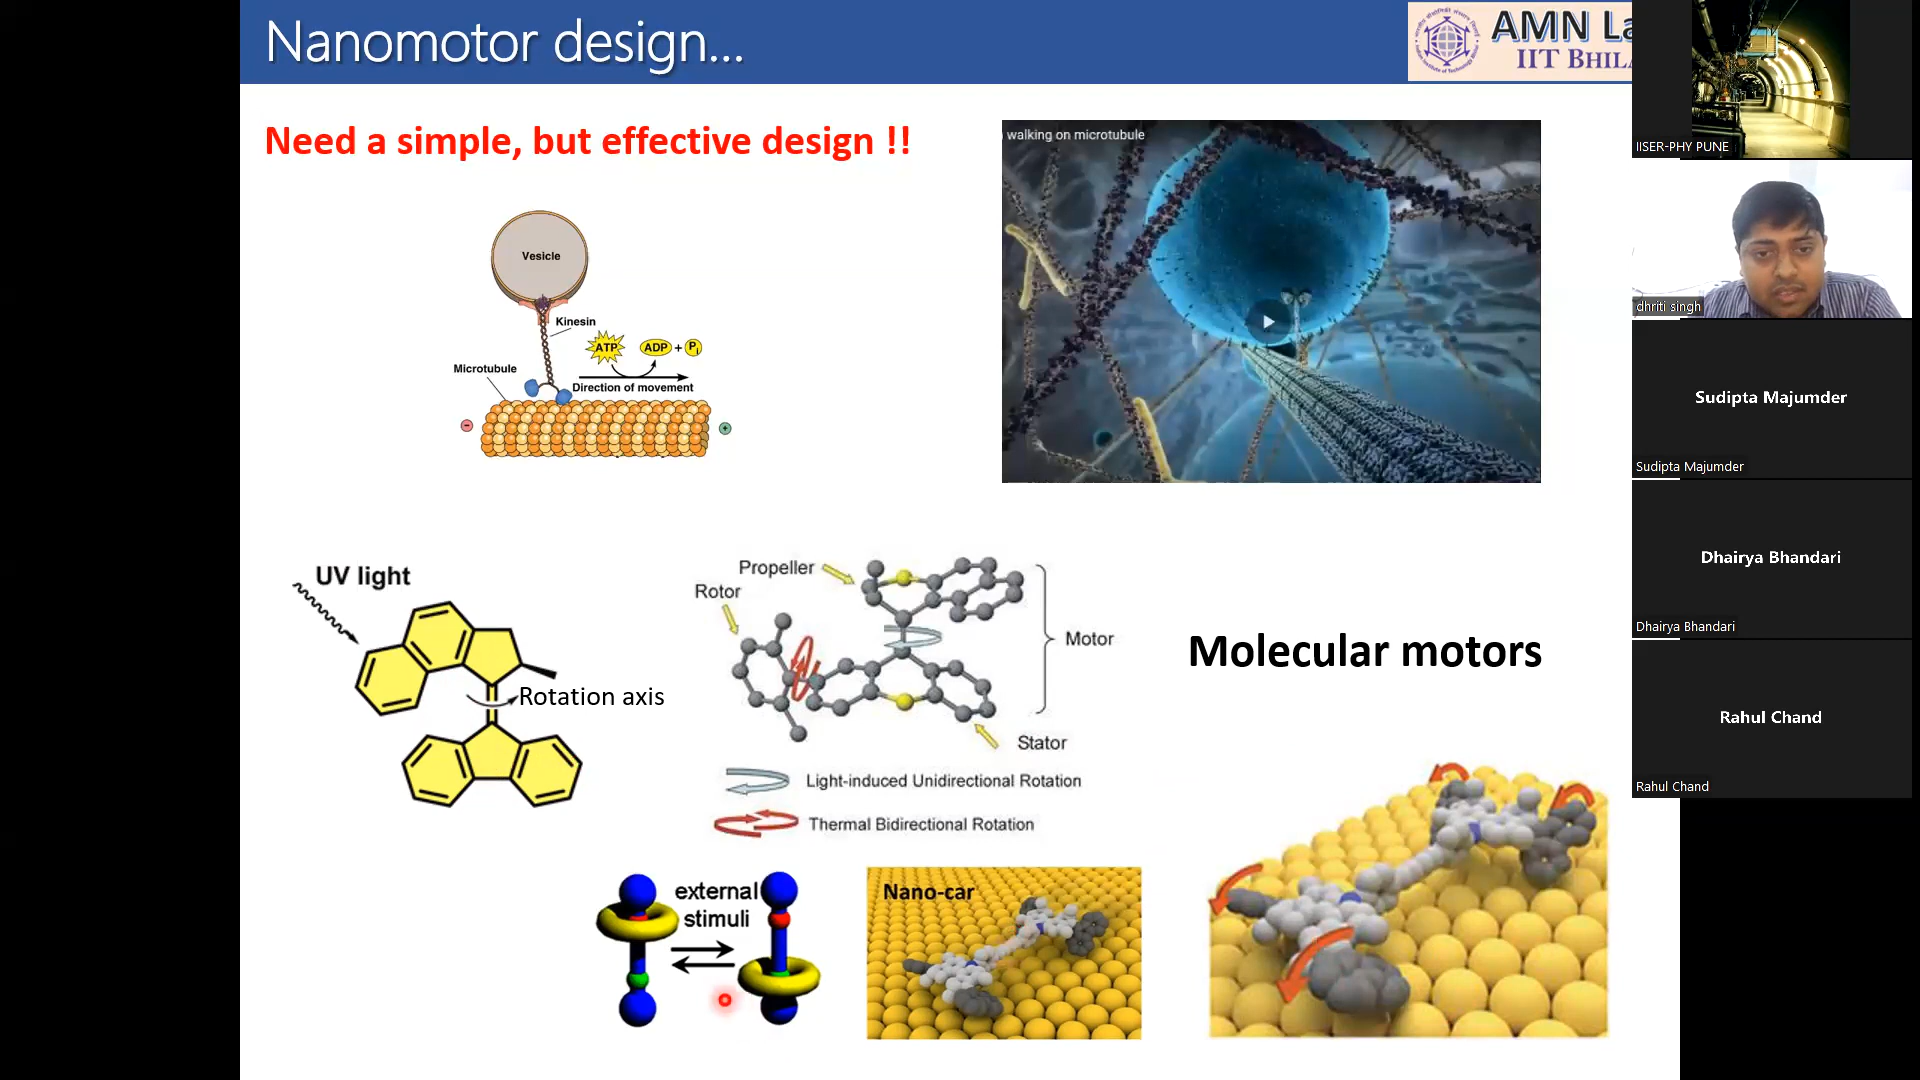 Nanomotor design...
AMN La
IIT BHILA
Need a simple, but effective design !!
walking on microtubule
Vesicle
Kinesin
ATP
ADP + Pi
Microtubule
Direction of movement
UV light
Rotation axis
Propeller
Rotor
Motor
Stator
Light-induced Unidirectional Rotation
Thermal Bidirectional Rotation
Molecular motors
external
stimuli
Nano-car
IISER-PHY PUNE
dhriti singh
Sudipta Majumder
Sudipta Majumder
Dhairya Bhandari
Dhairya Bhandari
Rahul Chand
Rahul Chand